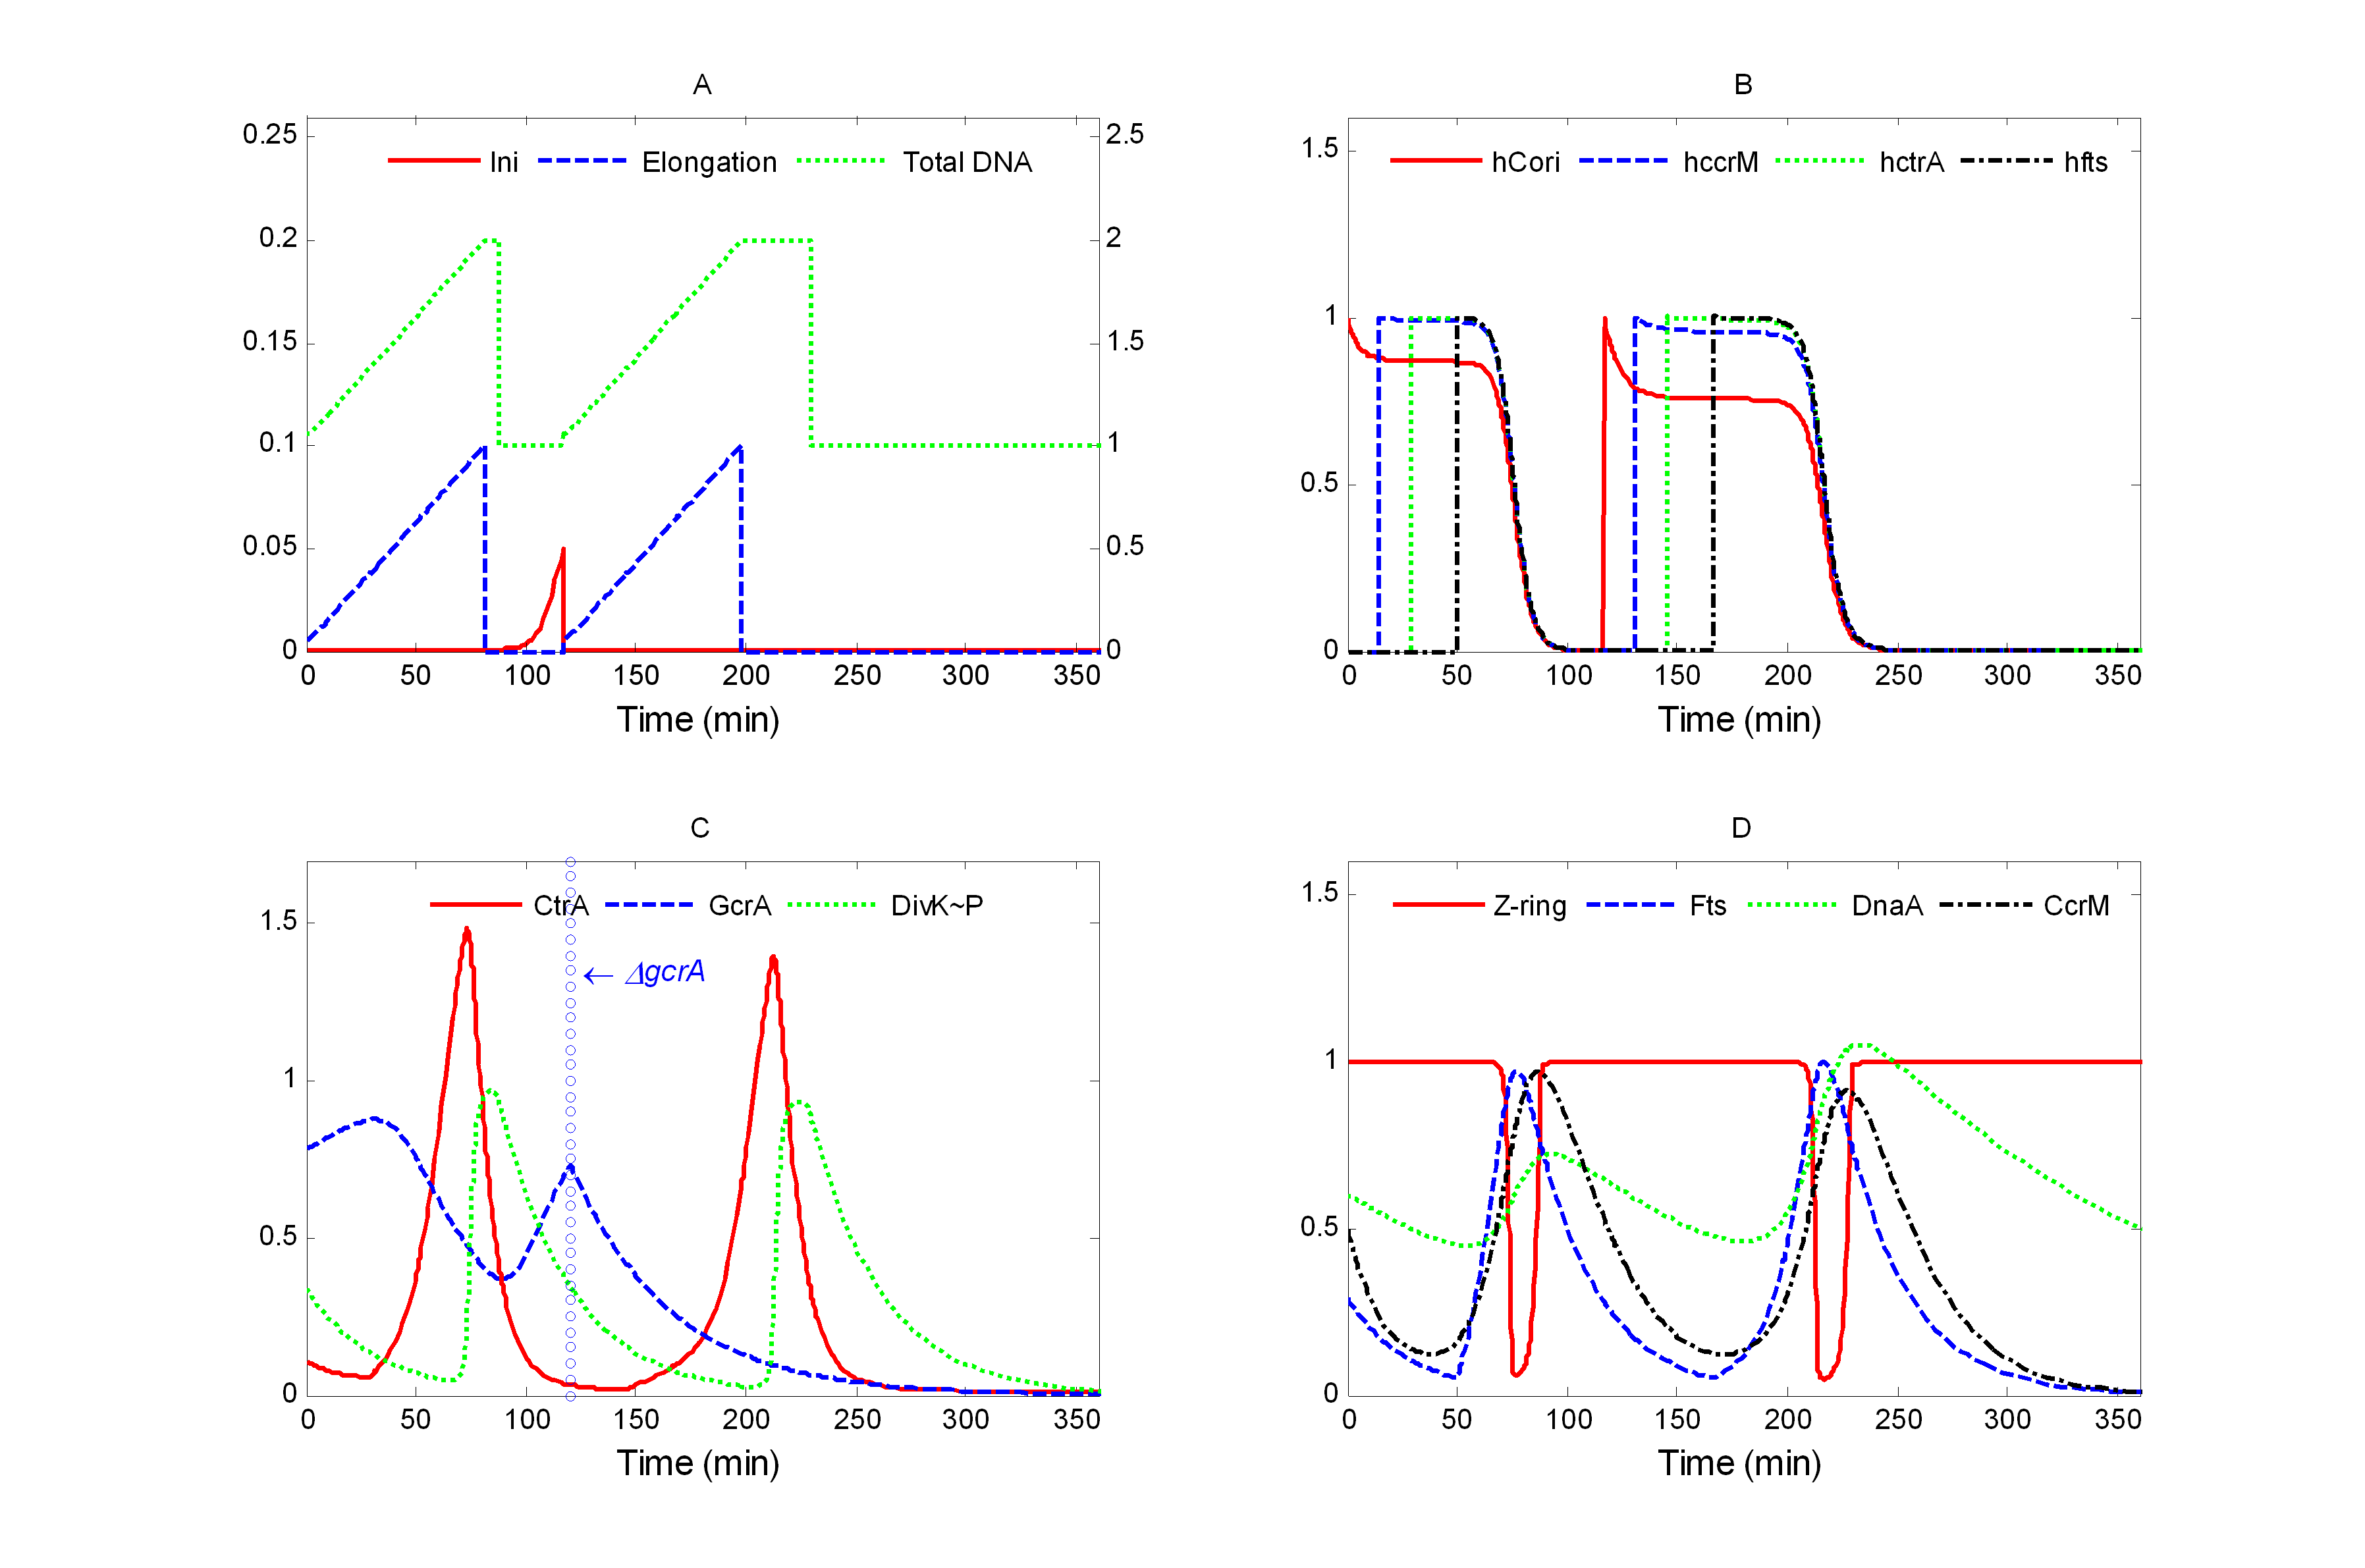 A
0.25 2.5
Ini Elongation Total DNA
0.2 2
0.15 1.5
0.1 1
0.05 0.5
0 0
0 50 100 150 200 250 300 350
Time (min)
B
1.5
hCori hccrM hctrA hfts
1
0.5
0
0 50 100 150 200 250 300 350
Time (min)
C
CtrA GcrA DivK~P
1.5
← ΔgcrA
1
0.5
0
0 50 100 150 200 250 300 350
Time (min)
D
1.5
Z-ring Fts DnaA CcrM
1
0.5
0
0 50 100 150 200 250 300 350
Time (min)